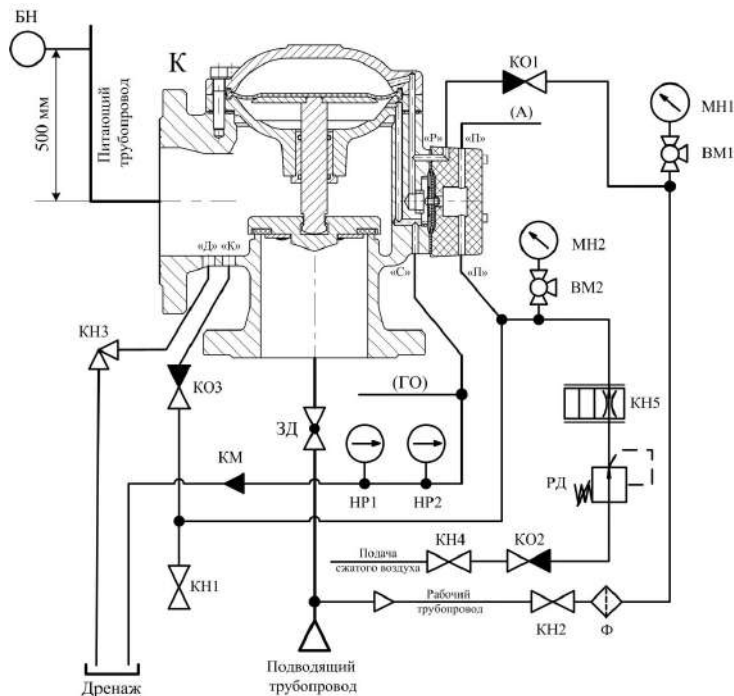 БН
К
500 мм
Питающий
трубопровод
КО1
МН1
(А)
«Р»
«П»
ВМ1
МН2
«Д»
«К»
«С»
«П»
ВМ2
КН3
КО3
(ГО)
КН5
ЗД
КМ
НР1
НР2
РД
Подача
сжатого воздуха
КН4
КО2
КН1
Рабочий
трубопровод
КН2
Ф
Подводящий
трубопровод
Дренаж